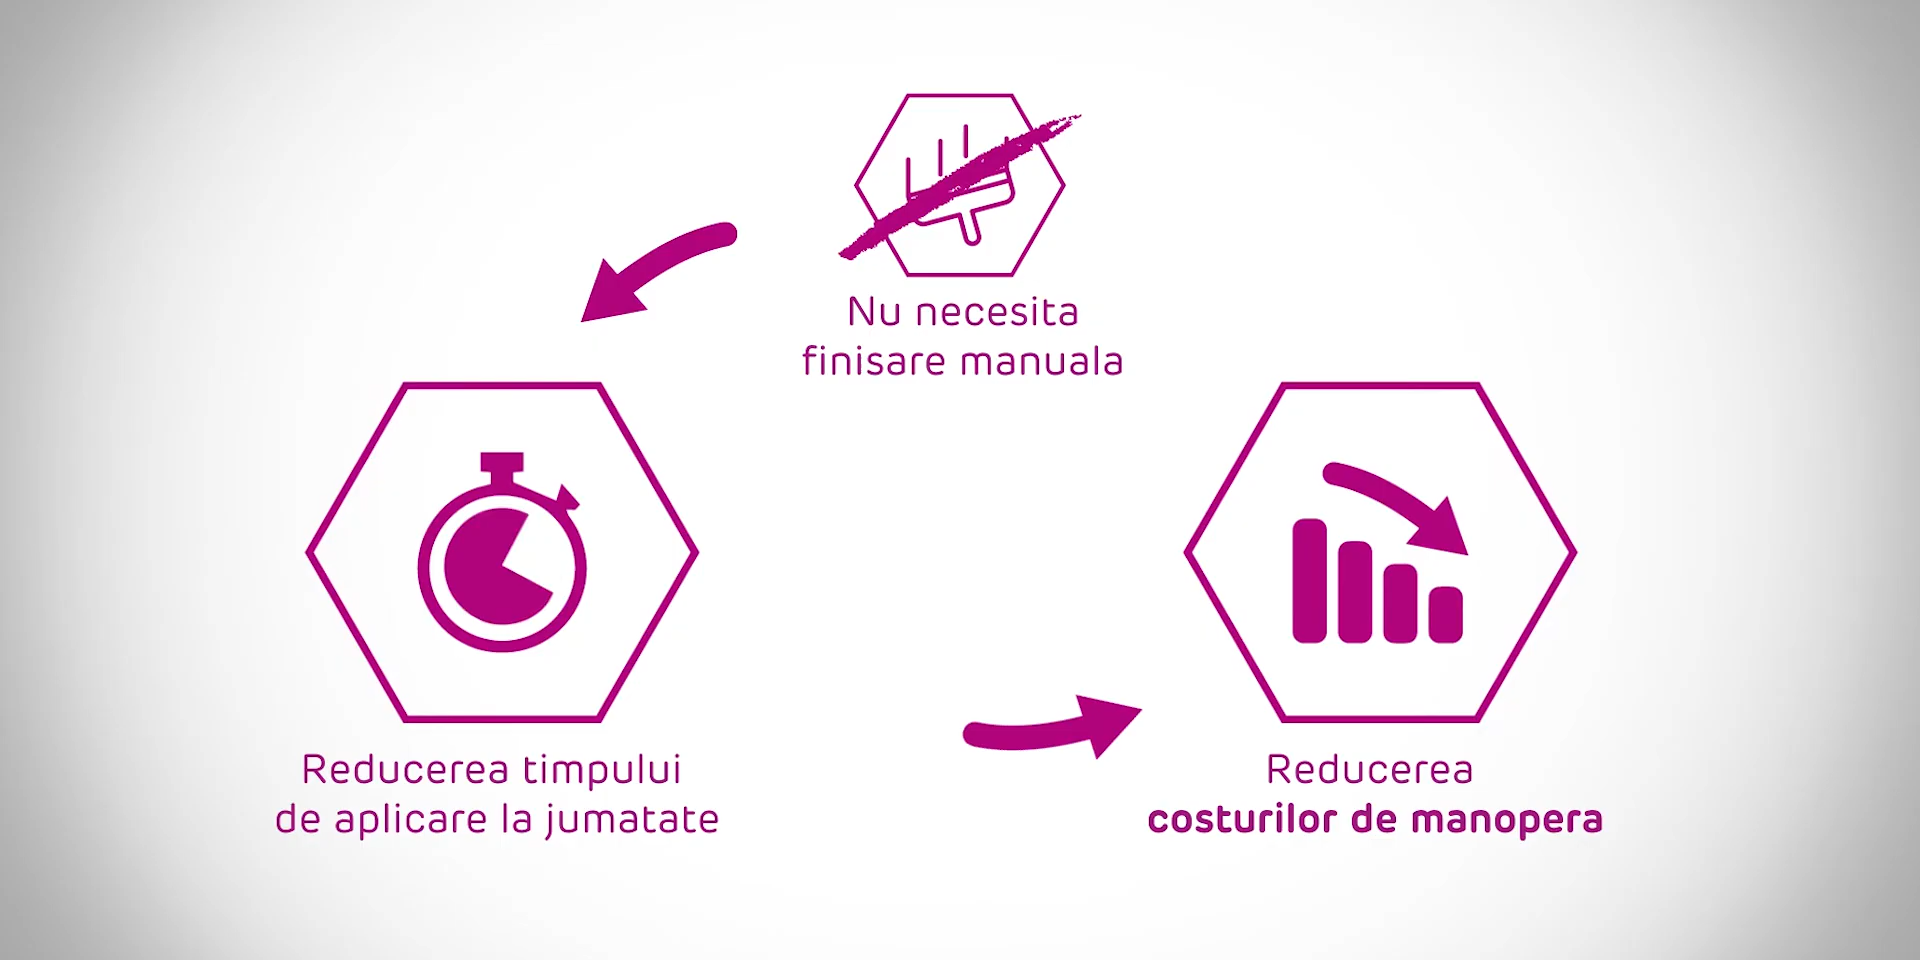 Nu necesita
finisare manuala
Reducerea timpului
de aplicare la jumatate
Reducerea
costurilor de manopera